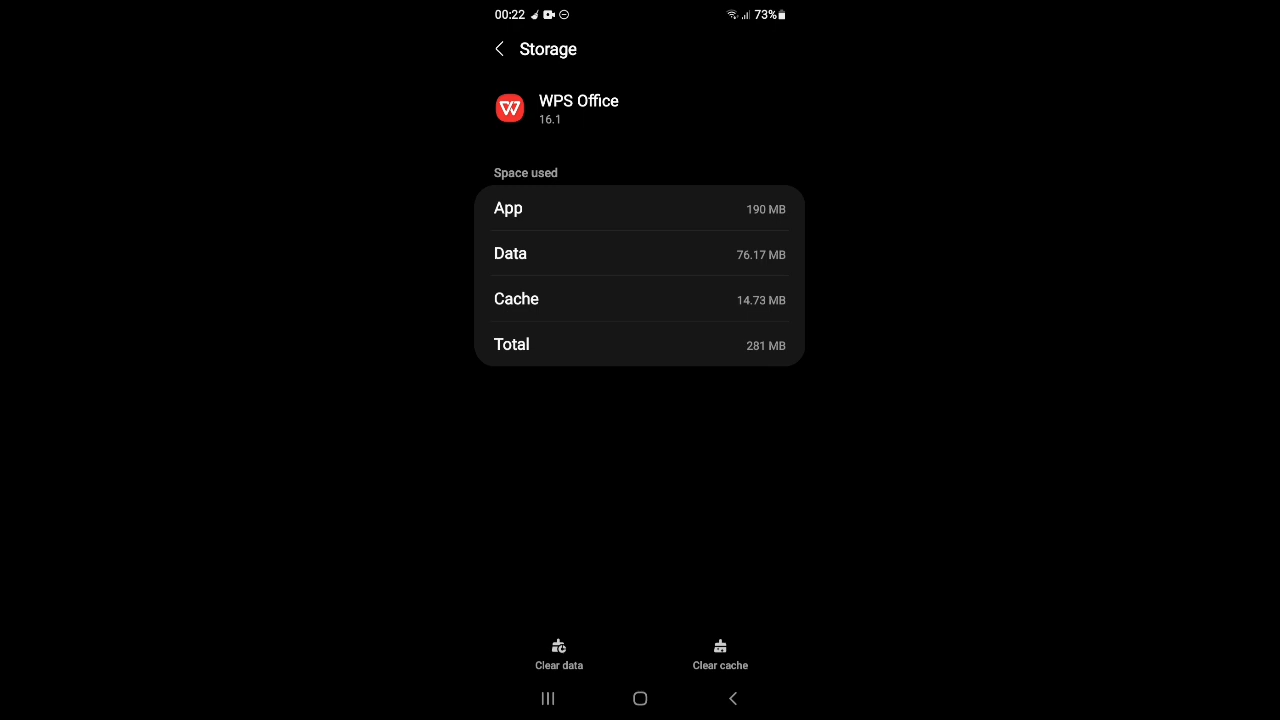 00:22 73%
Storage
WPS Office
16.1
Space used
App 190 MB
Data 76.17 MB
Cache 14.73 MB
Total 281 MB
Clear data Clear cache